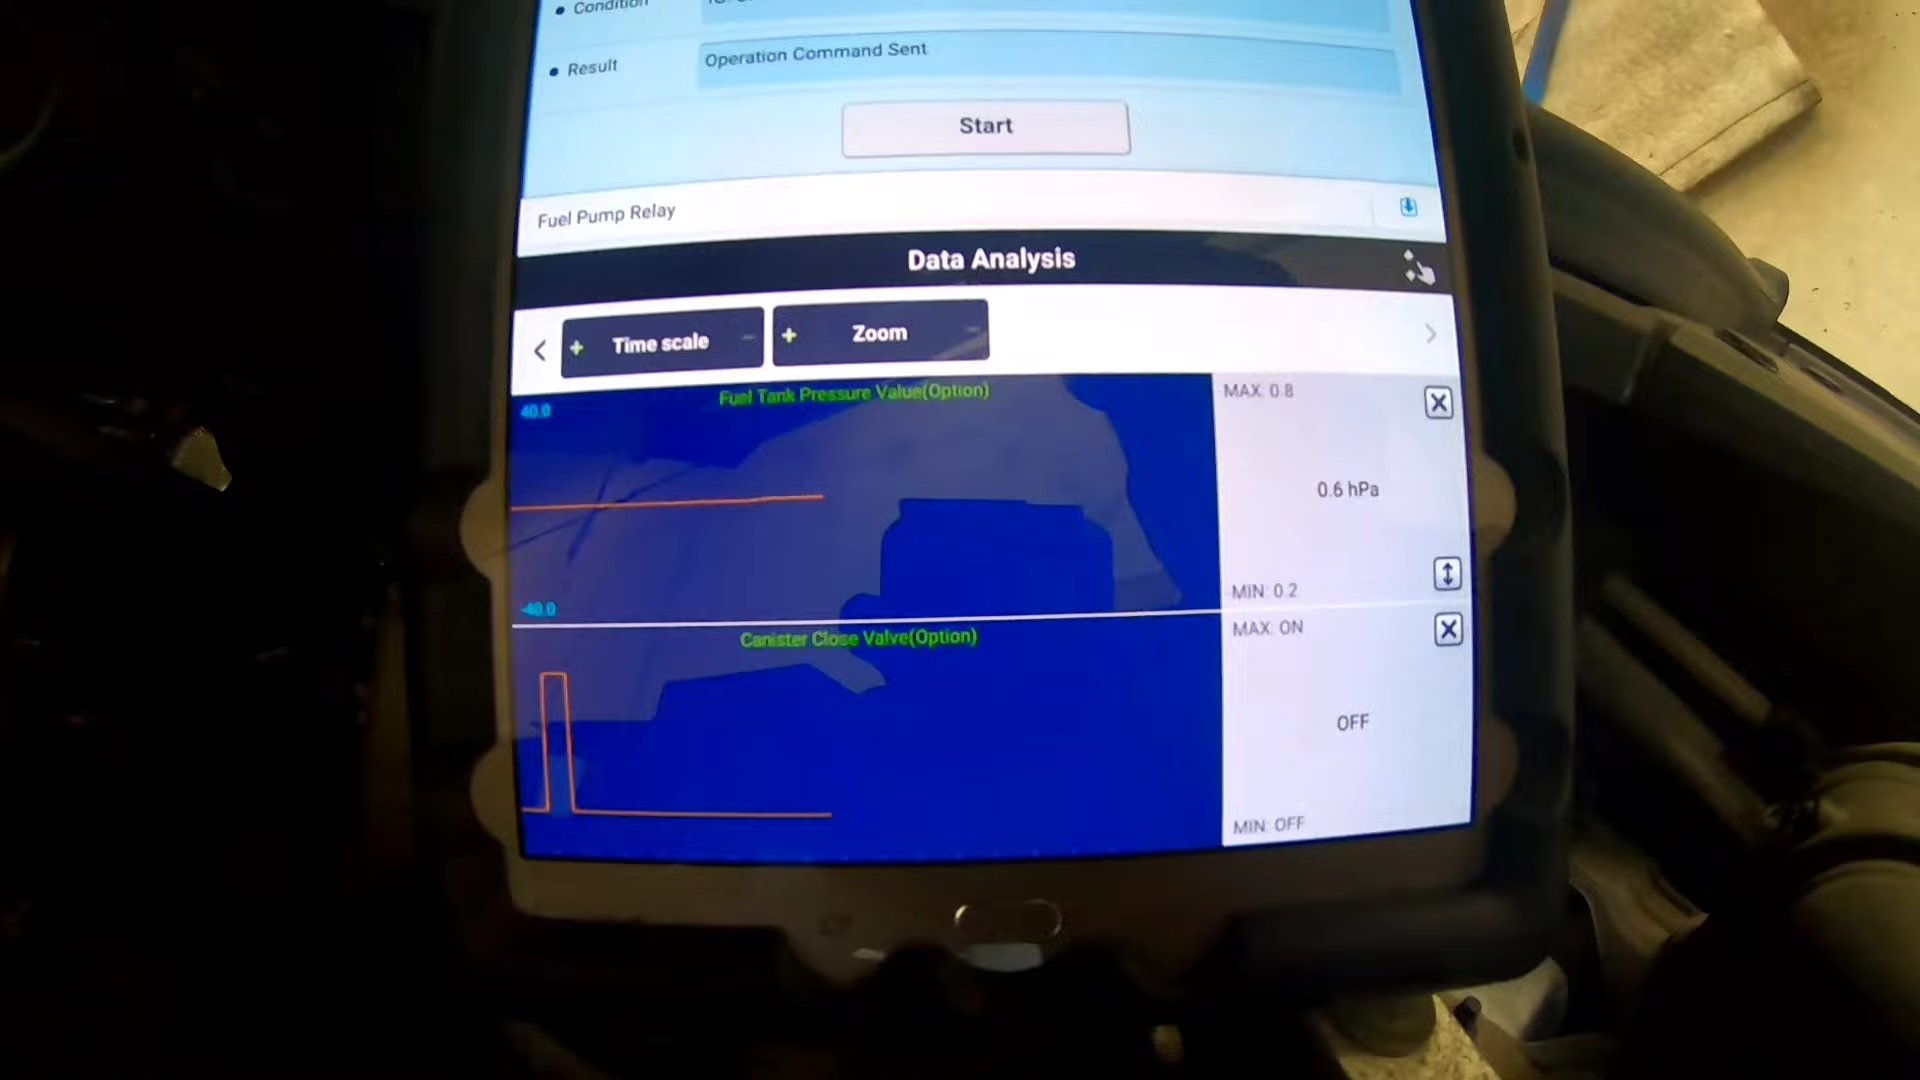 Condition
Result
Operation Command Sent
Start
Fuel Pump Relay
Data Analysis
+ Time scale −
+ Zoom −
Fuel Tank Pressure Value(Option)
40.0
-40.0
MAX: 0.8
0.6 hPa
MIN: 0.2
Canister Close Valve(Option)
MAX: ON
OFF
MIN: OFF